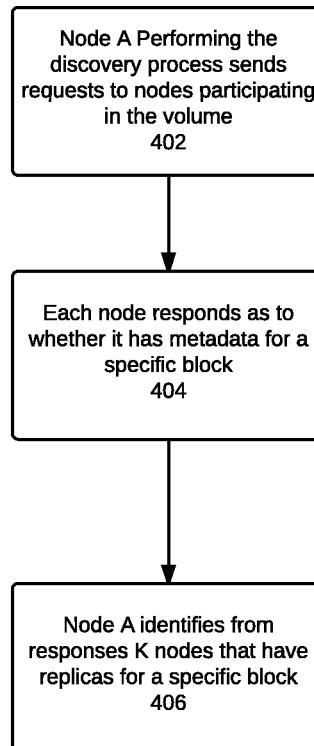 Node A Performing the
discovery process sends
requests to nodes participating
in the volume
402
Each node responds as to
whether it has metadata for a
specific block
404
Node A identifies from
responses K nodes that have
replicas for a specific block
406